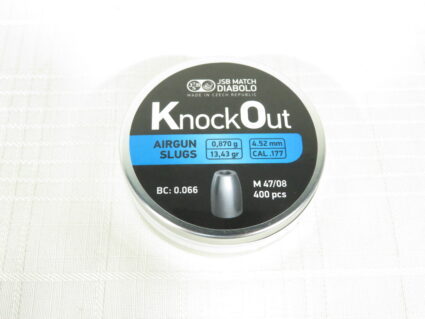 JSB MATCH
DIABOLO
MADE IN CZECH REPUBLIC
KnockOut
AIRGUN 0,870 g 4.52 mm
SLUGS 13,43 gr CAL .177
BC: 0.066
M 47/08
400 pcs